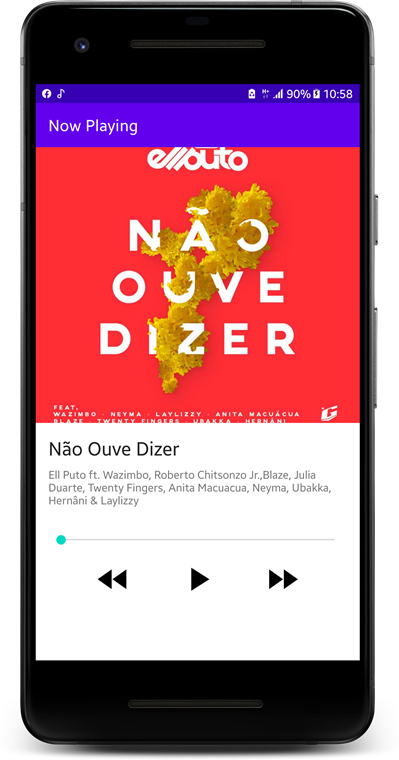 90% 10:58
Now Playing
ellputo
NÃO
OUVE
DIZER
FEAT.
WAZIMBO · NEYMA · LAYLIZZY · ANITA MACUÁCUA
BLAZE · TWENTY FINGERS · UBAKKA · HERNÂNI
Não Ouve Dizer
Ell Puto ft. Wazimbo, Roberto Chitsonzo Jr.,Blaze, Julia
Duarte, Twenty Fingers, Anita Macuacua, Neyma, Ubakka,
Hernâni & Laylizzy